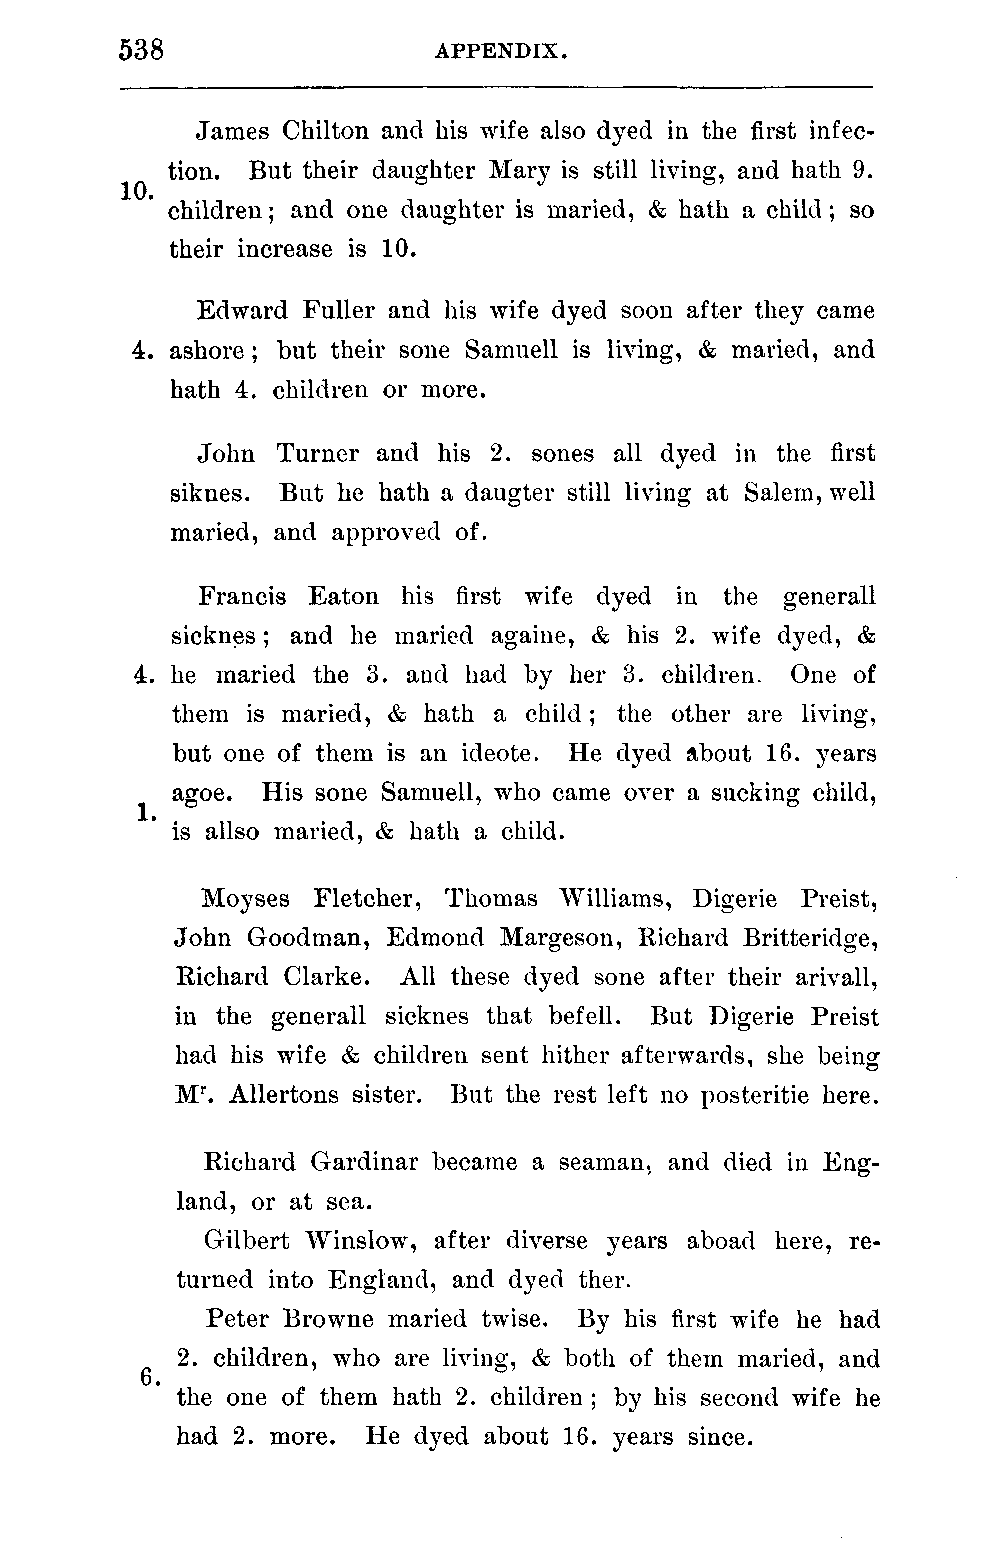 538 APPENDIX.
James Chilton and his wife also dyed in the first infec-
tion. But their daughter Mary is still living, and hath 9.
10.
children; and one daughter is maried, & hath a child; so
their increase is 10.
Edward Fuller and his wife dyed soon after they came
4. ashore; but their sone Samuell is living, & maried, and
hath 4. children or more.
John Turner and his 2. sones all dyed in the first
siknes. But he hath a daugter still living at Salem, well
maried, and approved of.
Francis Eaton his first wife dyed in the generall
sicknes; and he maried againe, & his 2. wife dyed, &
4. he maried the 3. and had by her 3. children. One of
them is maried, & hath a child; the other are living,
but one of them is an ideote. He dyed about 16. years
agoe. His sone Samuell, who came over a sucking child,
1.
is allso maried, & hath a child.
Moyses Fletcher, Thomas Williams, Digerie Preist,
John Goodman, Edmond Margeson, Richard Britteridge,
Richard Clarke. All these dyed sone after their arivall,
in the generall sicknes that befell. But Digerie Preist
had his wife & children sent hither afterwards, she being
Mr. Allertons sister. But the rest left no posteritie here.
Richard Gardinar became a seaman, and died in Eng-
land, or at sea.
Gilbert Winslow, after diverse years aboad here, re-
turned into England, and dyed ther.
Peter Browne maried twise. By his first wife he had
2. children, who are living, & both of them maried, and
6.
the one of them hath 2. children; by his second wife he
had 2. more. He dyed about 16. years since.